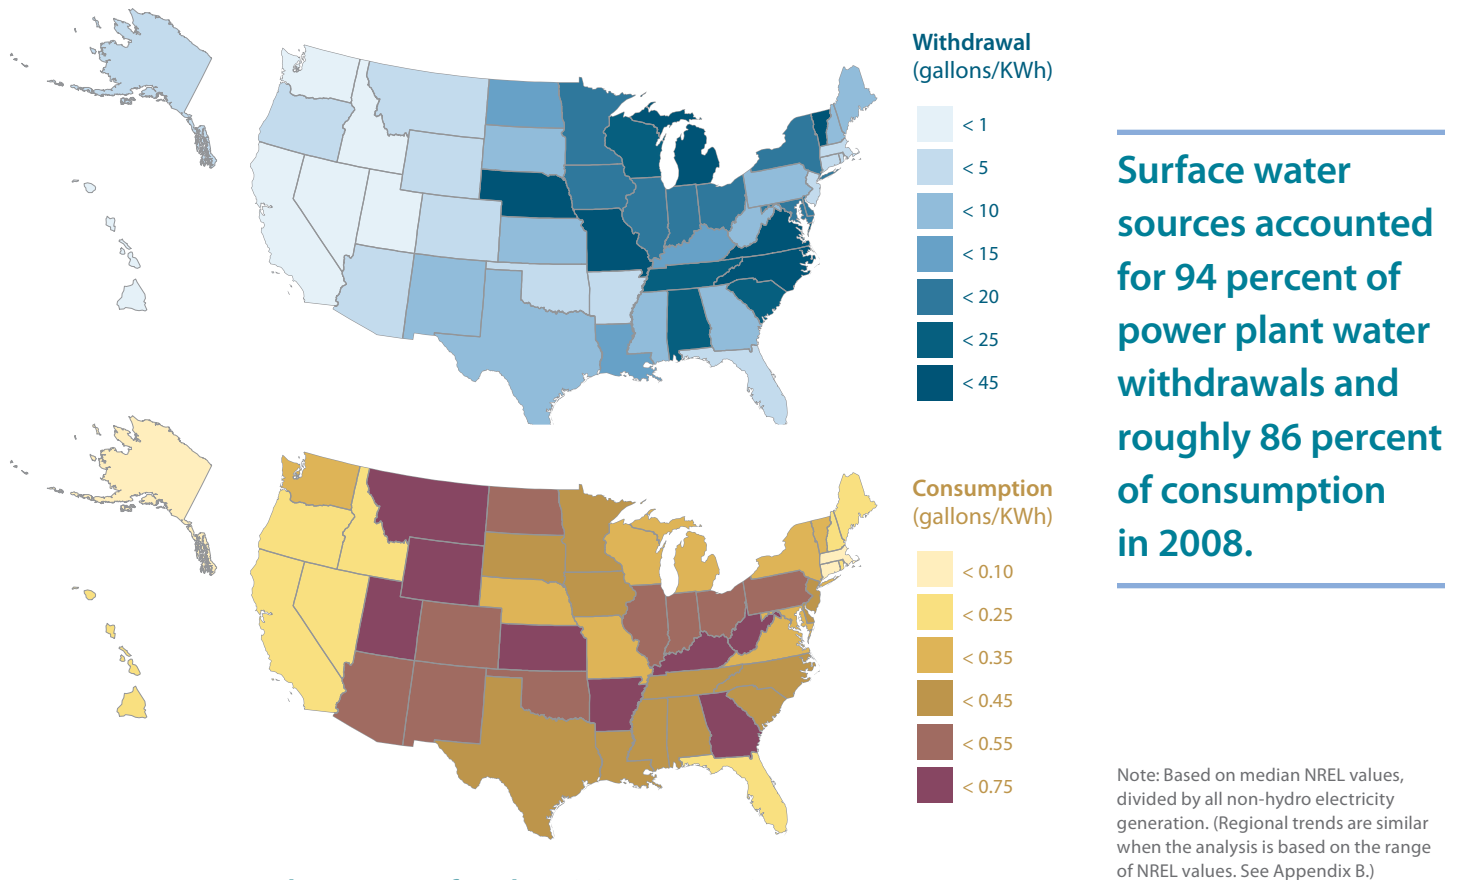 Withdrawal
(gallons/KWh)
< 1
< 5
< 10
< 15
< 20
< 25
< 45
Consumption
(gallons/KWh)
< 0.10
< 0.25
< 0.35
< 0.45
< 0.55
< 0.75
Surface water
sources accounted
for 94 percent of
power plant water
withdrawals and
roughly 86 percent
of consumption
in 2008.
Note: Based on median NREL values,
divided by all non-hydro electricity
generation. (Regional trends are similar
when the analysis is based on the range
of NREL values. See Appendix B.)